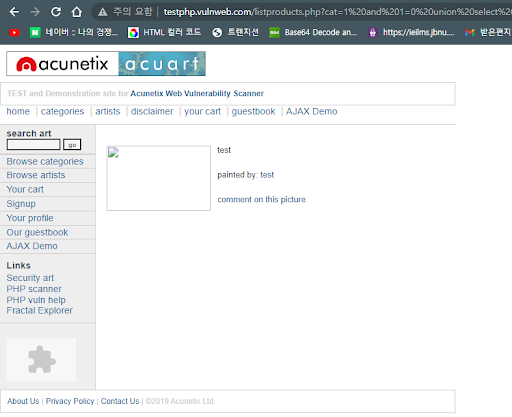 주의 요함 | testphp.vulnweb.com/listproducts.php?cat=1%20and%201=0%20union%20select%20
네이버 :: 나의 경쟁... HTML 컬러 코드 트랜지션 Base64 Decode an... https://ieilms.jbnu.... 받은편지
acunetix acuart
TEST and Demonstration site for Acunetix Web Vulnerability Scanner
home | categories | artists | disclaimer | your cart | guestbook | AJAX Demo
search art
go
Browse categories
Browse artists
Your cart
Signup
Your profile
Our guestbook
AJAX Demo
Links
Security art
PHP scanner
PHP vuln help
Fractal Explorer
test
painted by: test
comment on this picture
About Us | Privacy Policy | Contact Us | ©2019 Acunetix Ltd